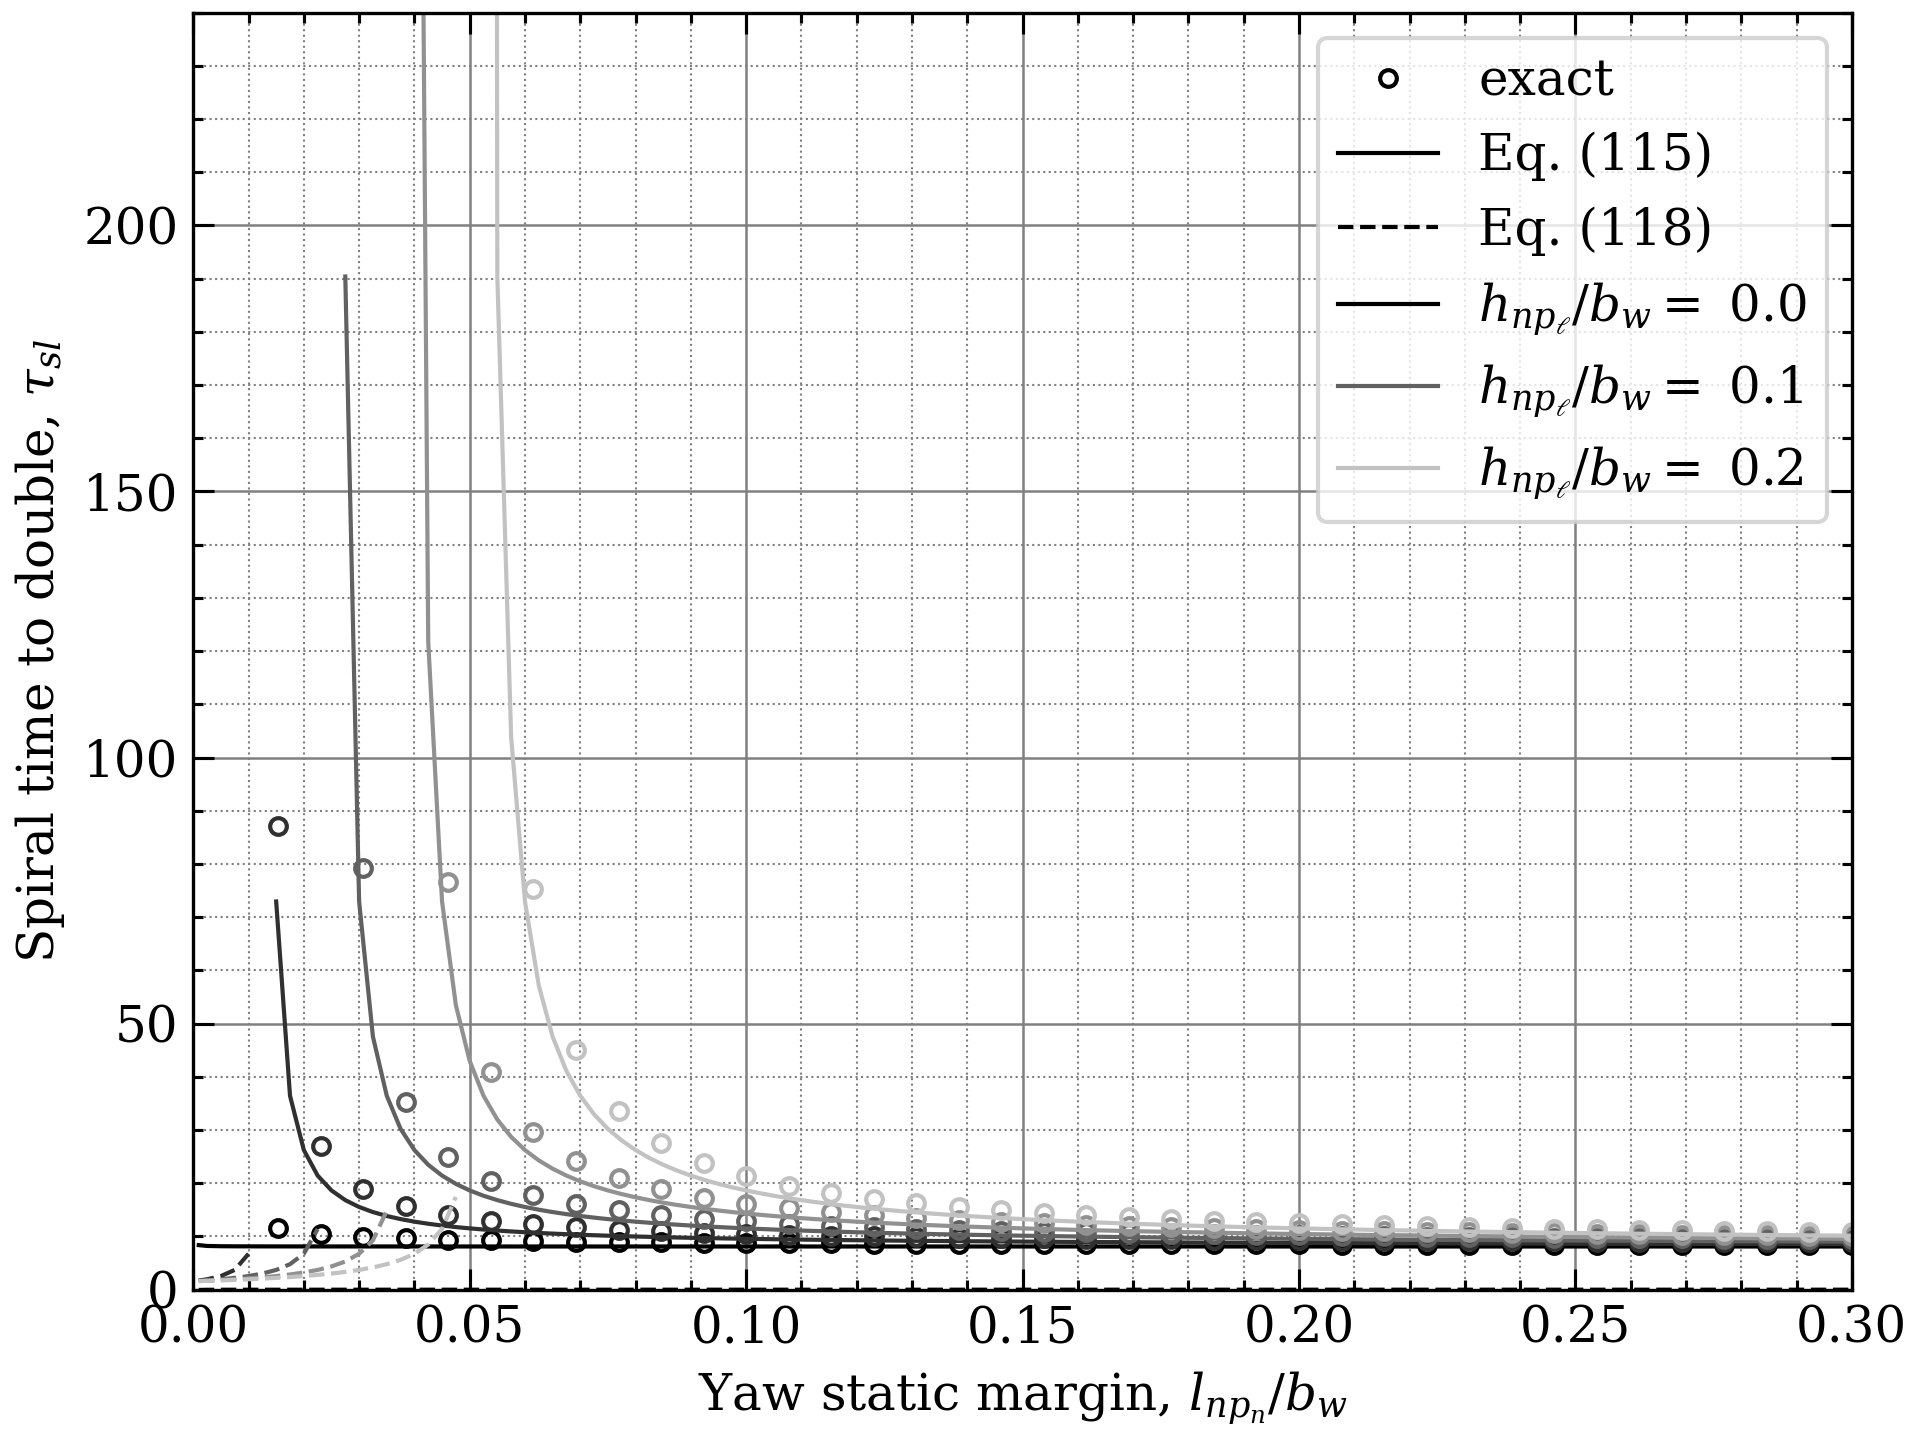 Spiral time to double, τ_sl
200
150
100
50
0
0.00 0.05 0.10 0.15 0.20 0.25 0.30
Yaw static margin, l_{np_n}/b_w
exact
Eq. (115)
Eq. (118)
h_{np_ℓ}/b_w = 0.0
h_{np_ℓ}/b_w = 0.1
h_{np_ℓ}/b_w = 0.2